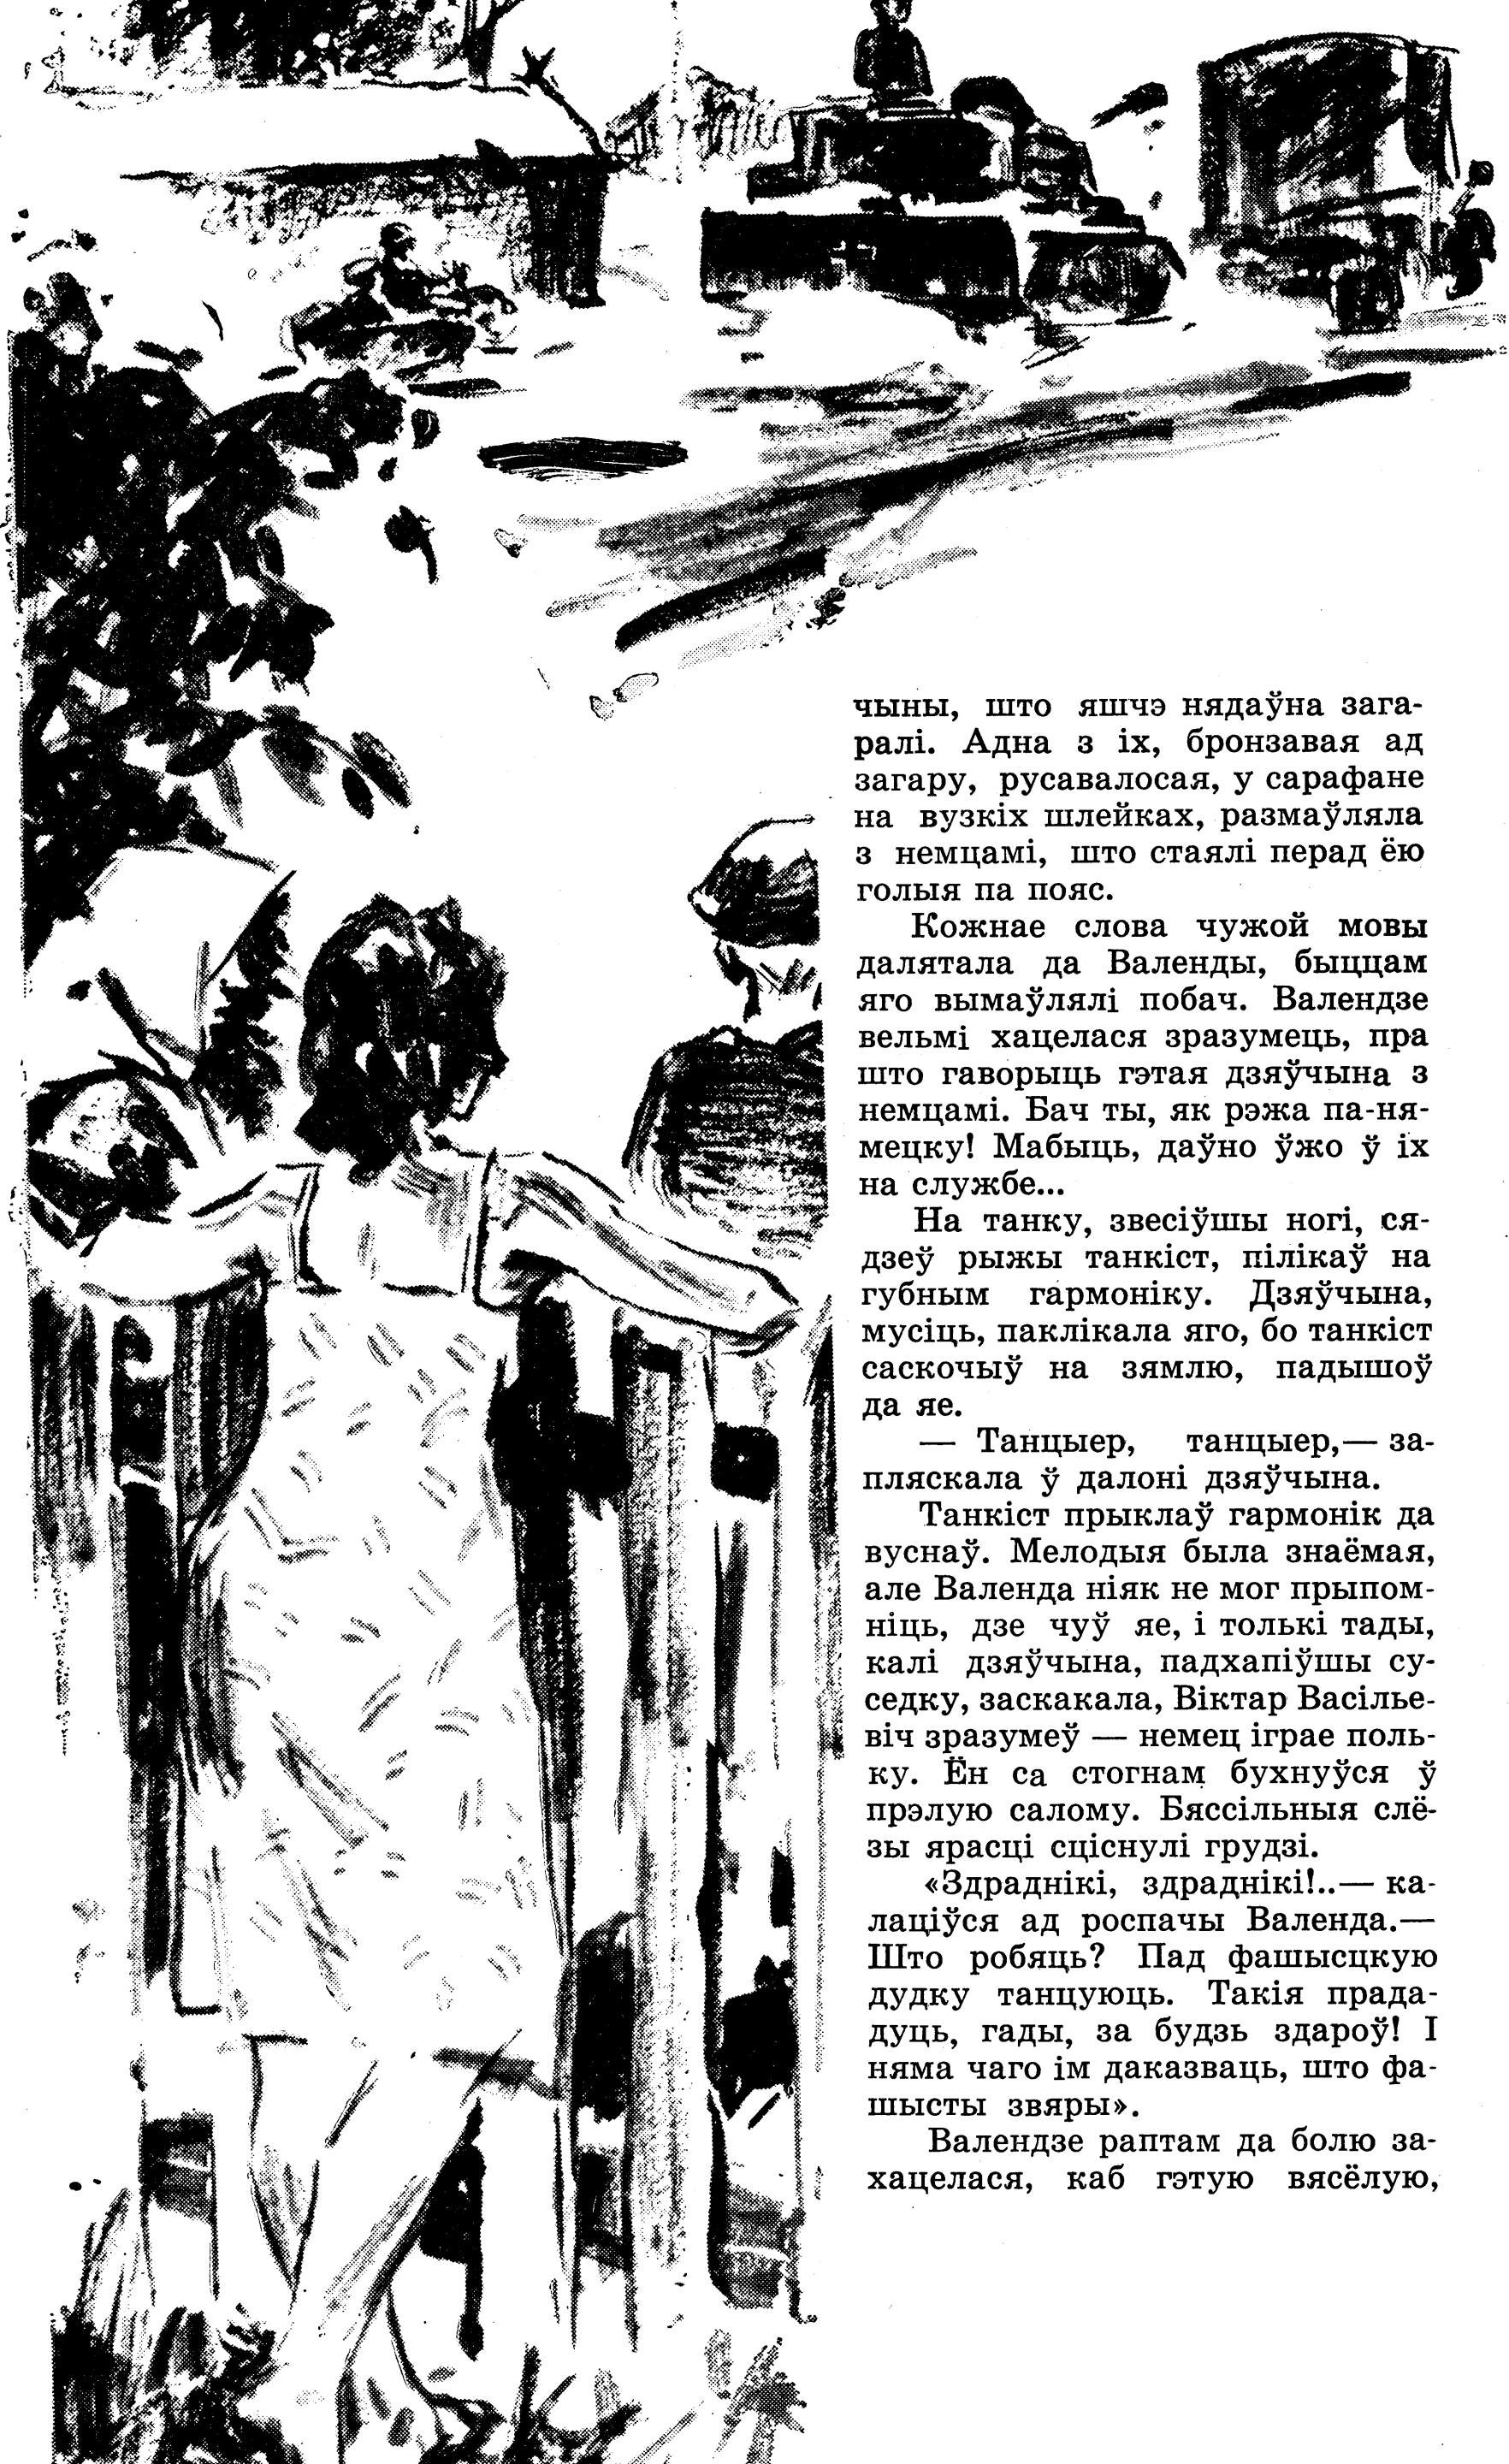 чыны, што яшчэ нядаўна зага-
ралі. Адна з іх, бронзавая ад
загару, русавалосая, у сарафане
на вузкіх шлейках, размаўляла
з немцамі, што стаялі перад ёю
голыя па пояс.
Кожнае слова чужой мовы
далятала да Валенды, быццам
яго вымаўлялі побач. Валендзе
вельмі хацелася зразумець, пра
што гаворыць гэтая дзяўчына з
немцамі. Бач ты, як рэжа па-ня-
мецку! Мабыць, даўно ўжо ў іх
на службе...
На танку, звесіўшы ногі, ся-
дзеў рыжы танкіст, пілікаў на
губным гармоніку. Дзяўчына,
мусіць, паклікала яго, бо танкіст
саскочыў на зямлю, падышоў
да яе.
— Танцыер, танцыер,— за-
пляскала ў далоні дзяўчына.
Танкіст прыклаў гармонік да
вуснаў. Мелодыя была знаёмая,
але Валенда ніяк не мог прыпом-
ніць, дзе чуў яе, і толькі тады,
калі дзяўчына, падхапіўшы су-
седку, заскакала, Віктар Васілье-
віч зразумеў — немец іграе поль-
ку. Ён са стогнам бухнуўся ў
прэлую салому. Бяссільныя слё-
зы ярасці сціснулі грудзі.
«Здраднікі, здраднікі!..— ка-
лаціўся ад роспачы Валенда.—
Што робяць? Пад фашысцкую
дудку танцуюць. Такія прада-
дуць, гады, за будзь здароў! І
няма чаго ім даказваць, што фа-
шысты звяры».
Валендзе раптам да болю за-
хацелася, каб гэтую вясёлую,